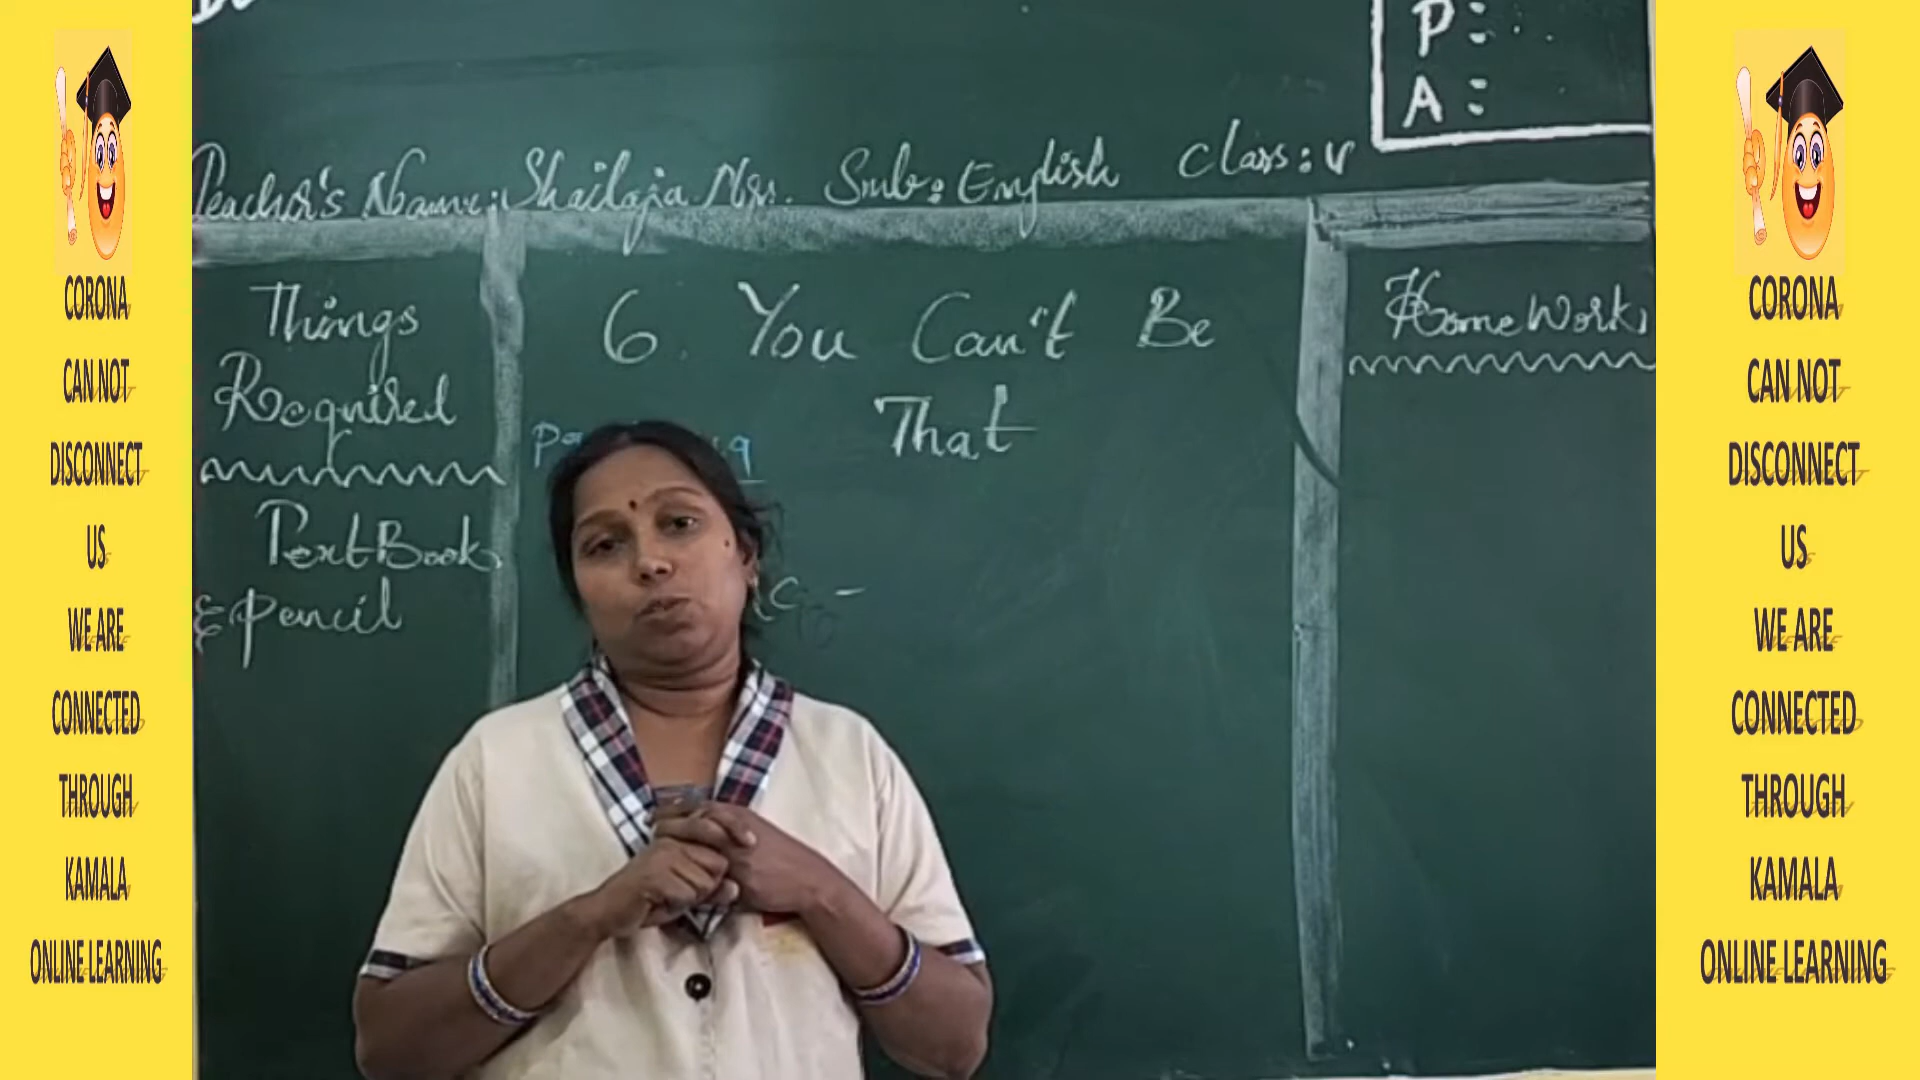 P:
A:
Teacher's Name: Shailaja Ngr. Sub: English Class: V
Things
Required
Text Book
& Pencil
6. You Can't Be
That
Home Work
CORONA
CAN NOT
DISCONNECT
US
WE ARE
CONNECTED
THROUGH
KAMALA
ONLINE LEARNING
CORONA
CAN NOT
DISCONNECT
US
WE ARE
CONNECTED
THROUGH
KAMALA
ONLINE LEARNING